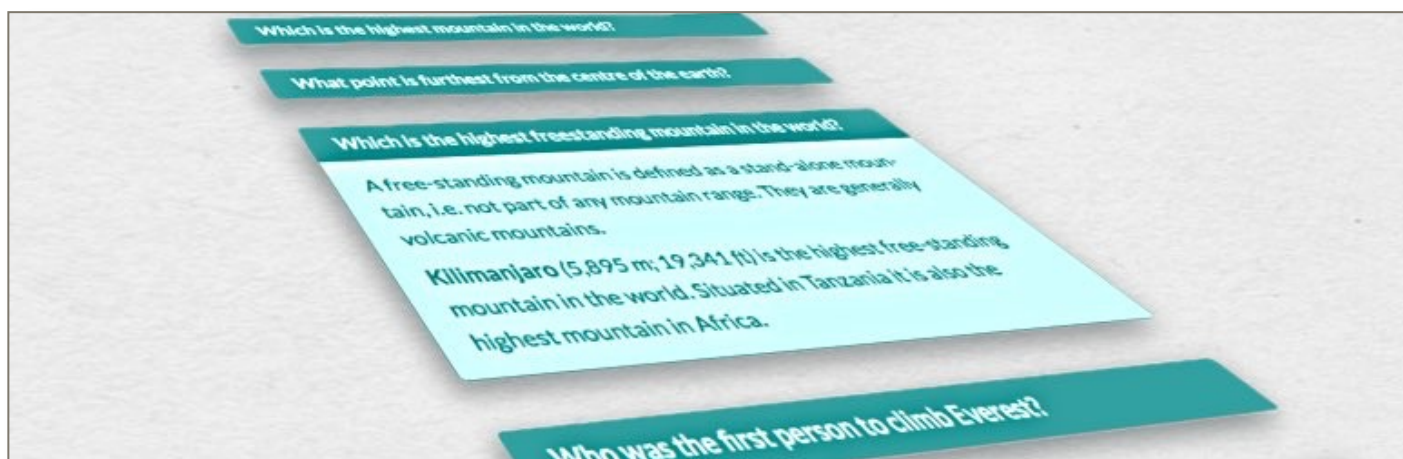 Which is the highest mountain in the world?
What point is furthest from the centre of the earth?
Which is the highest freestanding mountain in the world?
A free-standing mountain is defined as a stand-alone moun-
tain, i.e. not part of any mountain range. They are generally
volcanic mountains.
Kilimanjaro (5,895 m; 19,341 ft) is the highest free-standing
mountain in the world. Situated in Tanzania it is also the
highest mountain in Africa.
Who was the first person to climb Everest?